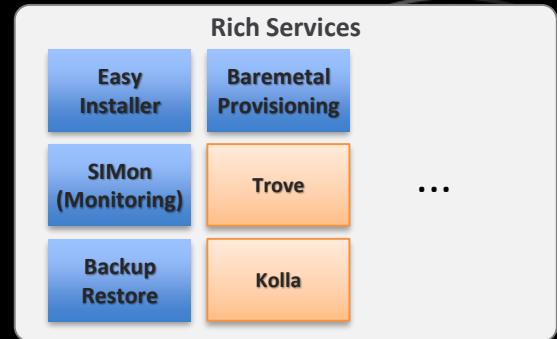 Rich Services
Easy
Installer
Baremetal
Provisioning
SIMon
(Monitoring)
Trove
...
Backup
Restore
Kolla